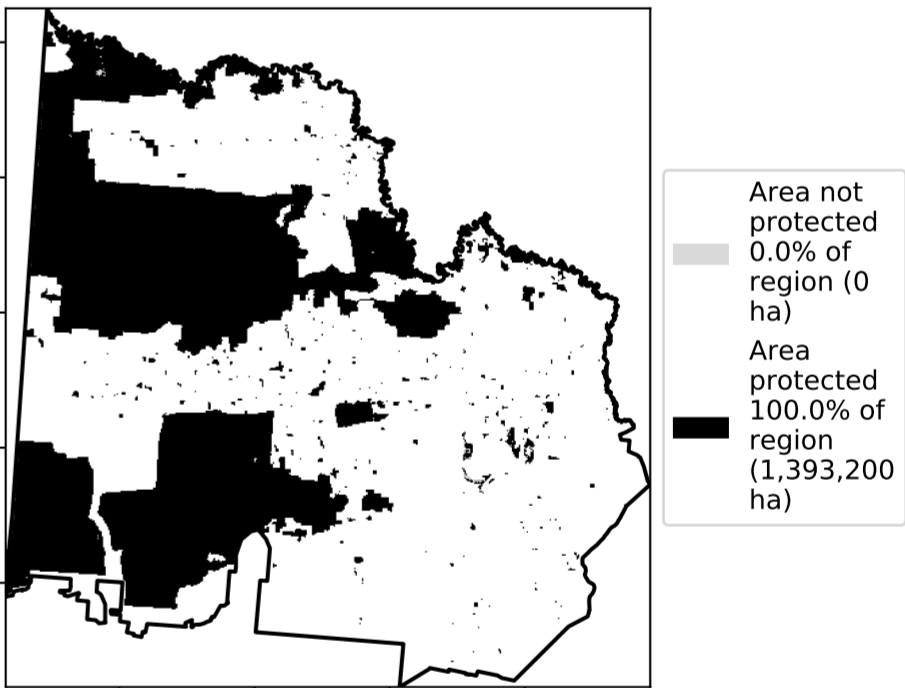 Area not
protected
0.0% of
region (0
ha)
Area
protected
100.0% of
region
(1,393,200
ha)